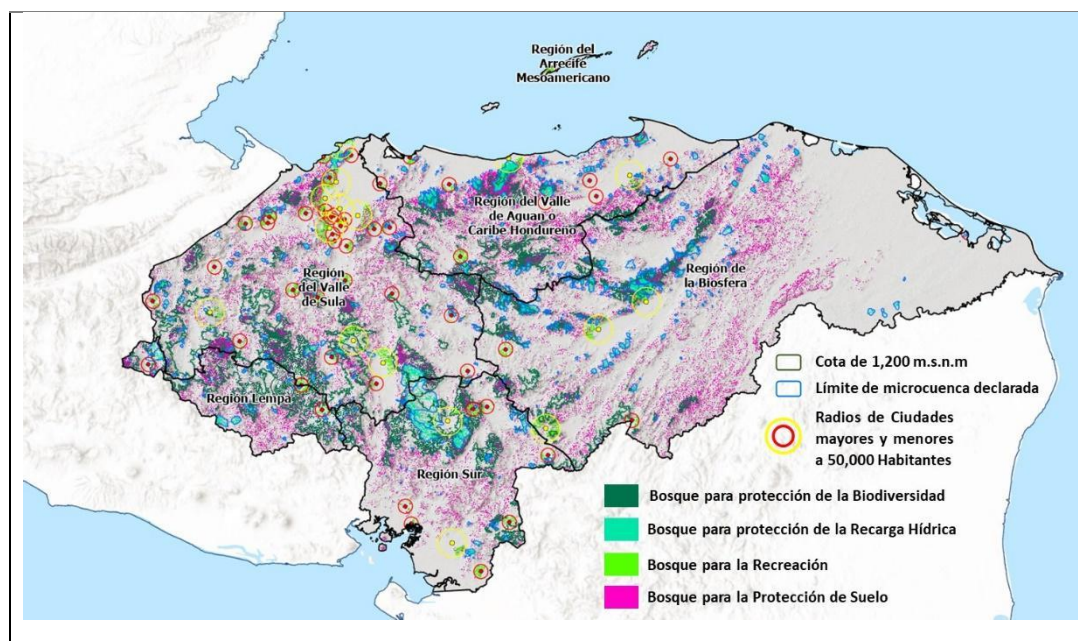 Región del
Arrecife
Mesoamericano
Región del Valle
de Aguan o
Caribe Hondureño
Región
del Valle
de Sula
Región de
la Biosfera
Región Lempa
Región Sur
Cota de 1,200 m.s.n.m
Límite de microcuenca declarada
Radios de Ciudades
mayores y menores
a 50,000 Habitantes
Bosque para protección de la Biodiversidad
Bosque para protección de la Recarga Hídrica
Bosque para la Recreación
Bosque para la Protección de Suelo